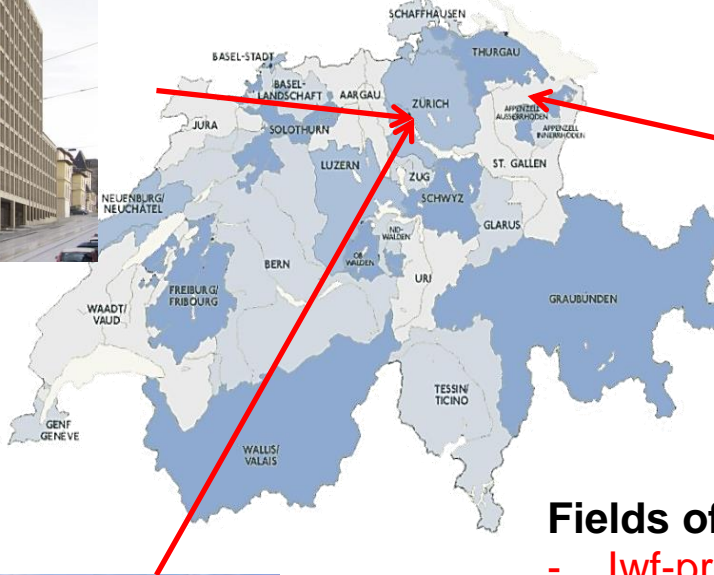 SCHAFFHAUSEN
THURGAU
BASEL-STADT
BASEL-
LANDSCHAFT
AARGAU
ZÜRICH
APPENZELL
AUSSERRHODEN
APPENZELL
INNERRHODEN
JURA
SOLOTHURN
ST. GALLEN
LUZERN
ZUG
SCHWYZ
NEUENBURG/
NEUCHÂTEL
GLARUS
NID-
WALDEN
OB
WALDEN
BERN
URI
FREIBURG/
FRIBOURG
GRAUBÜNDEN
WAADT/
VAUD
TESSIN/
TICINO
GENF
GENÈVE
WALLIS/
VALAIS
Fields of
-